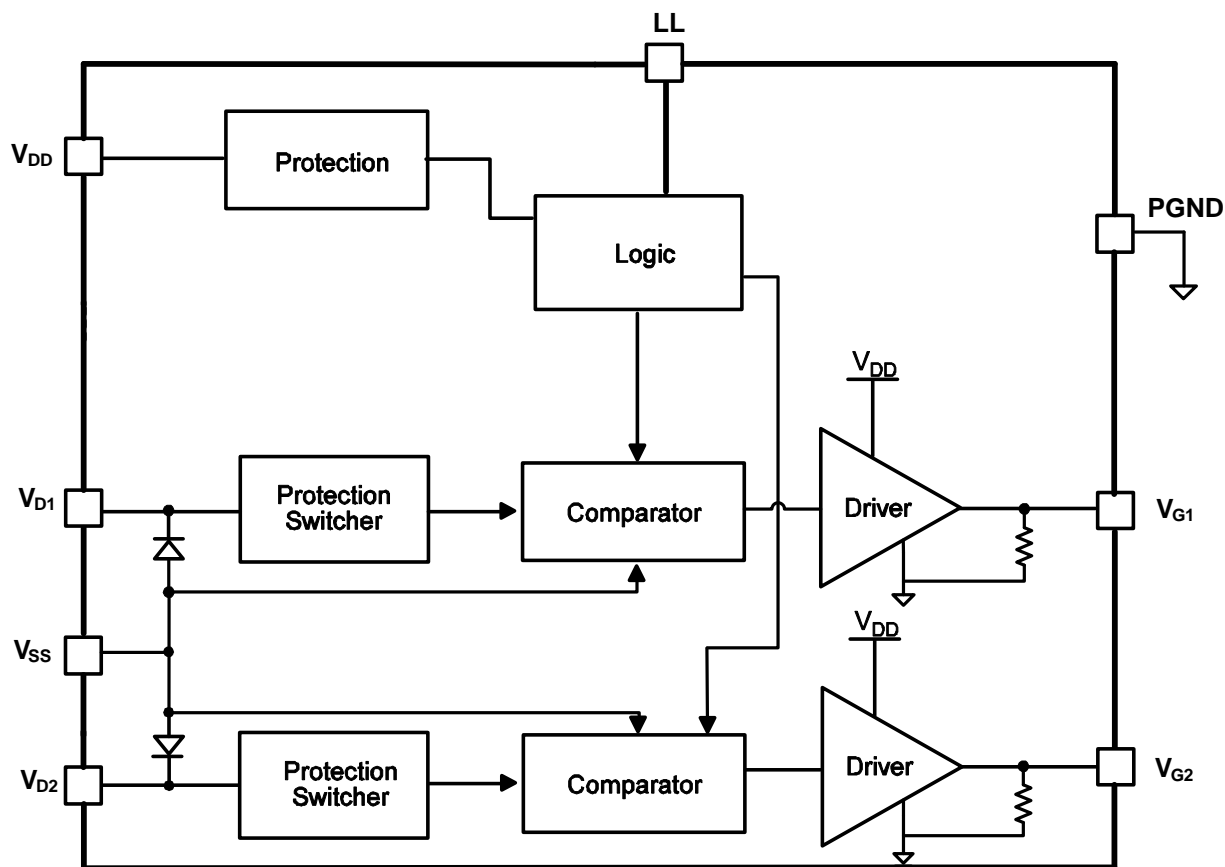 LL
VDD
Protection
PGND
Logic
VDD
VD1
Protection
Switcher
Comparator
Driver
VG1
VSS
VDD
VD2
Protection
Switcher
Comparator
Driver
VG2